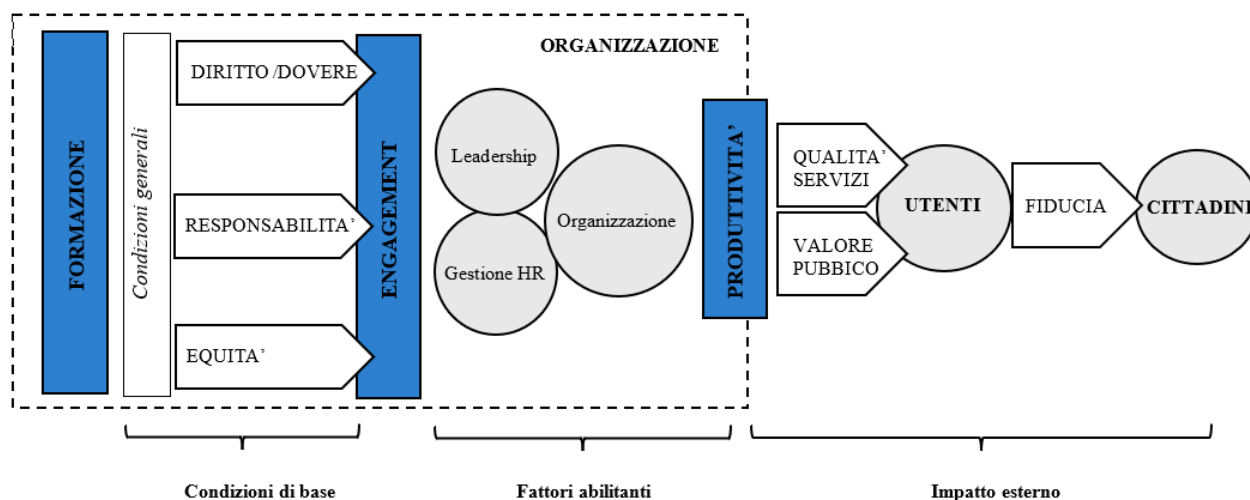 ORGANIZZAZIONE
FORMAZIONE
Condizioni generali
DIRITTO /DOVERE
RESPONSABILITA’
EQUITA’
ENGAGEMENT
Leadership
Gestione HR
Organizzazione
PRODUTTIVITA’
QUALITA’
SERVIZI
VALORE
PUBBICO
UTENTI
FIDUCIA
CITTADINI
Condizioni di base
Fattori abilitanti
Impatto esterno